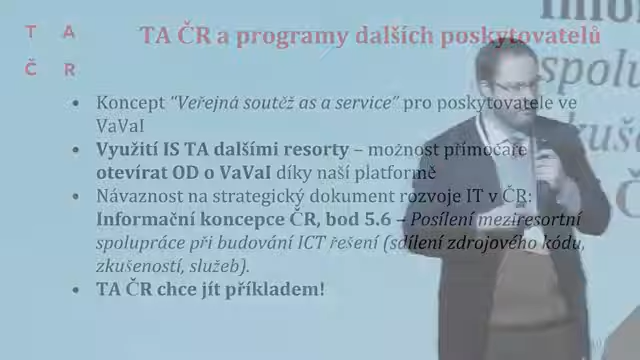 T A
Č R
TA ČR a programy dalších poskytovatelů
• Koncept “Veřejná soutěž as a service” pro poskytovatele ve
VaVaI
• Využití IS TA dalšími resorty – možnost přímočaře
otevírat OD o VaVaI díky naší platformě
• Návaznost na strategický dokument rozvoje IT v ČR:
Informační koncepce ČR, bod 5.6 – Posílení meziresortní
spolupráce při budování ICT řešení (sdílení zdrojového kódu,
zkušeností, služeb).
• TA ČR chce jít příkladem!